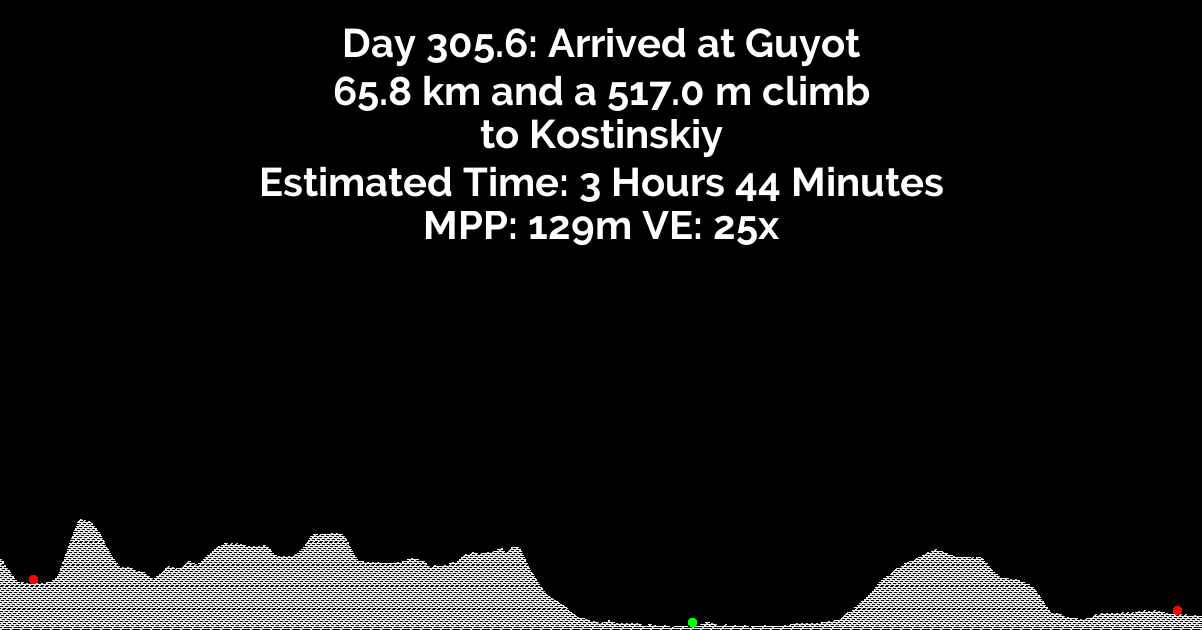 Day 305.6: Arrived at Guyot
65.8 km and a 517.0 m climb
to Kostinskiy
Estimated Time: 3 Hours 44 Minutes
MPP: 129m VE: 25x